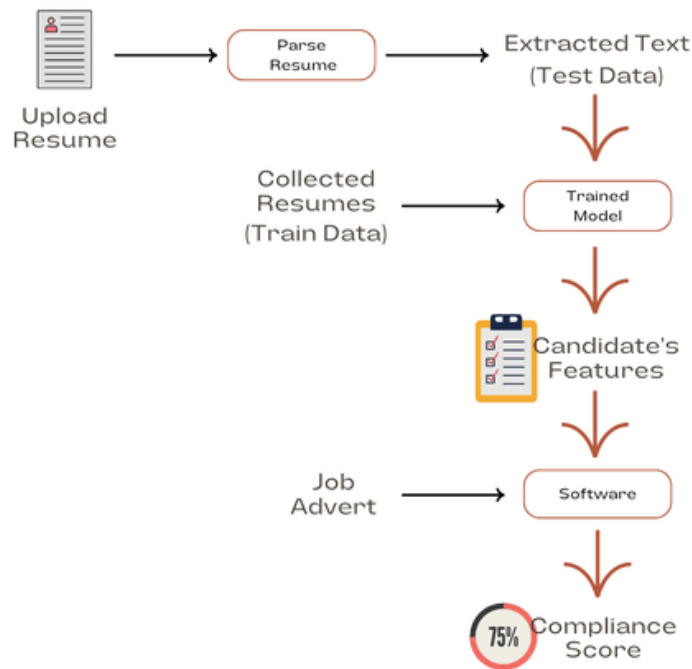 Upload
Resume
Parse
Resume
Extracted Text
(Test Data)
Collected
Resumes
(Train Data)
Trained
Model
Candidate's
Features
Job
Advert
Software
75%
Compliance
Score